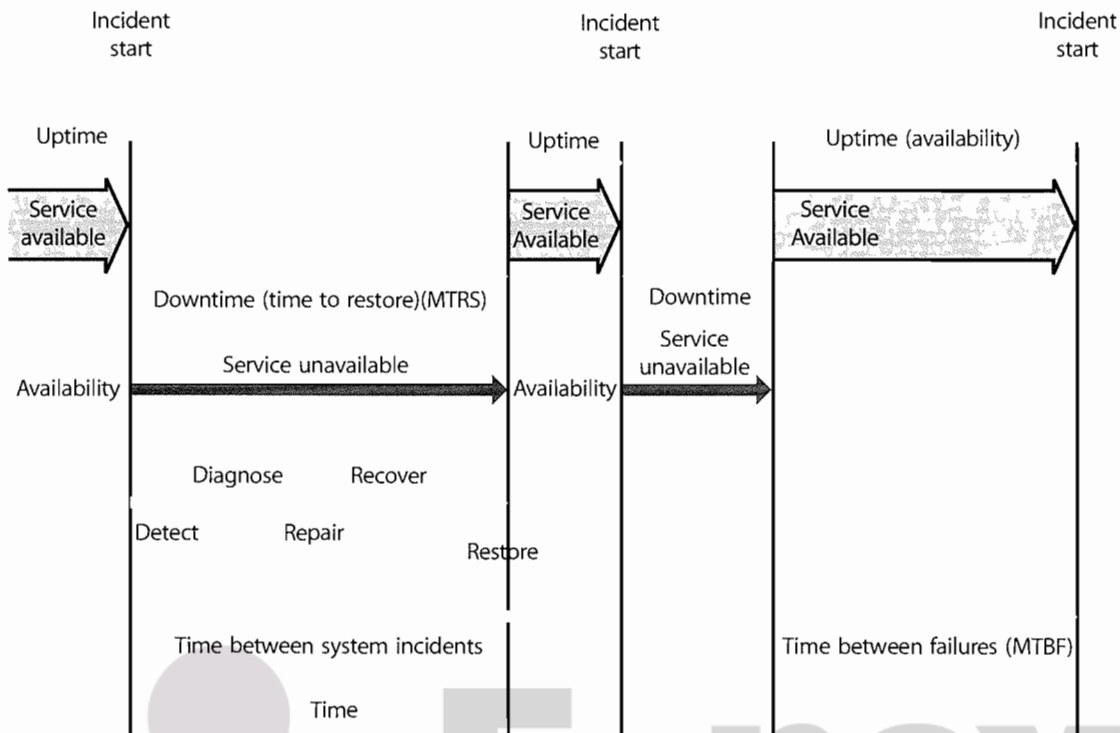 Incident
start
Incident
start
Incident
start
Uptime
Uptime
Uptime (availability)
Service
available
Service
Available
Service
Available
Downtime (time to restore)(MTRS)
Downtime
Service unavailable
Service
unavailable
Availability
Availability
Diagnose
Recover
Detect
Repair
Restore
Time between system incidents
Time between failures (MTBF)
Time